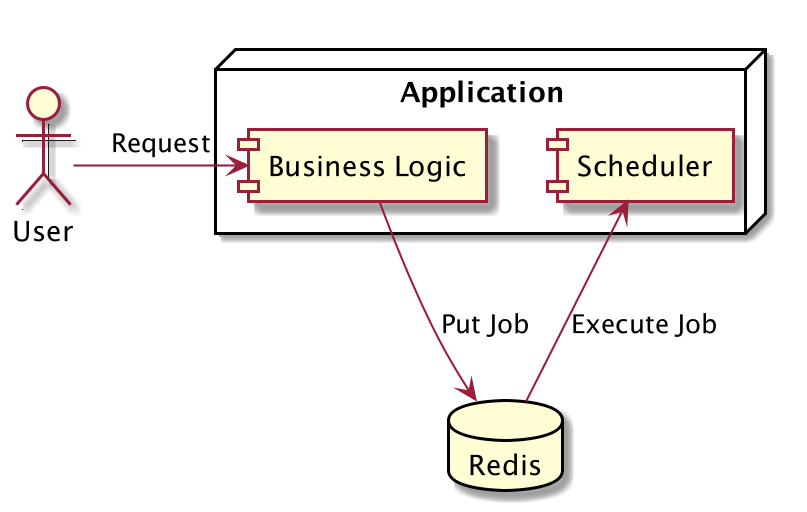 Application
Request
Business Logic
Scheduler
User
Put Job
Execute Job
Redis